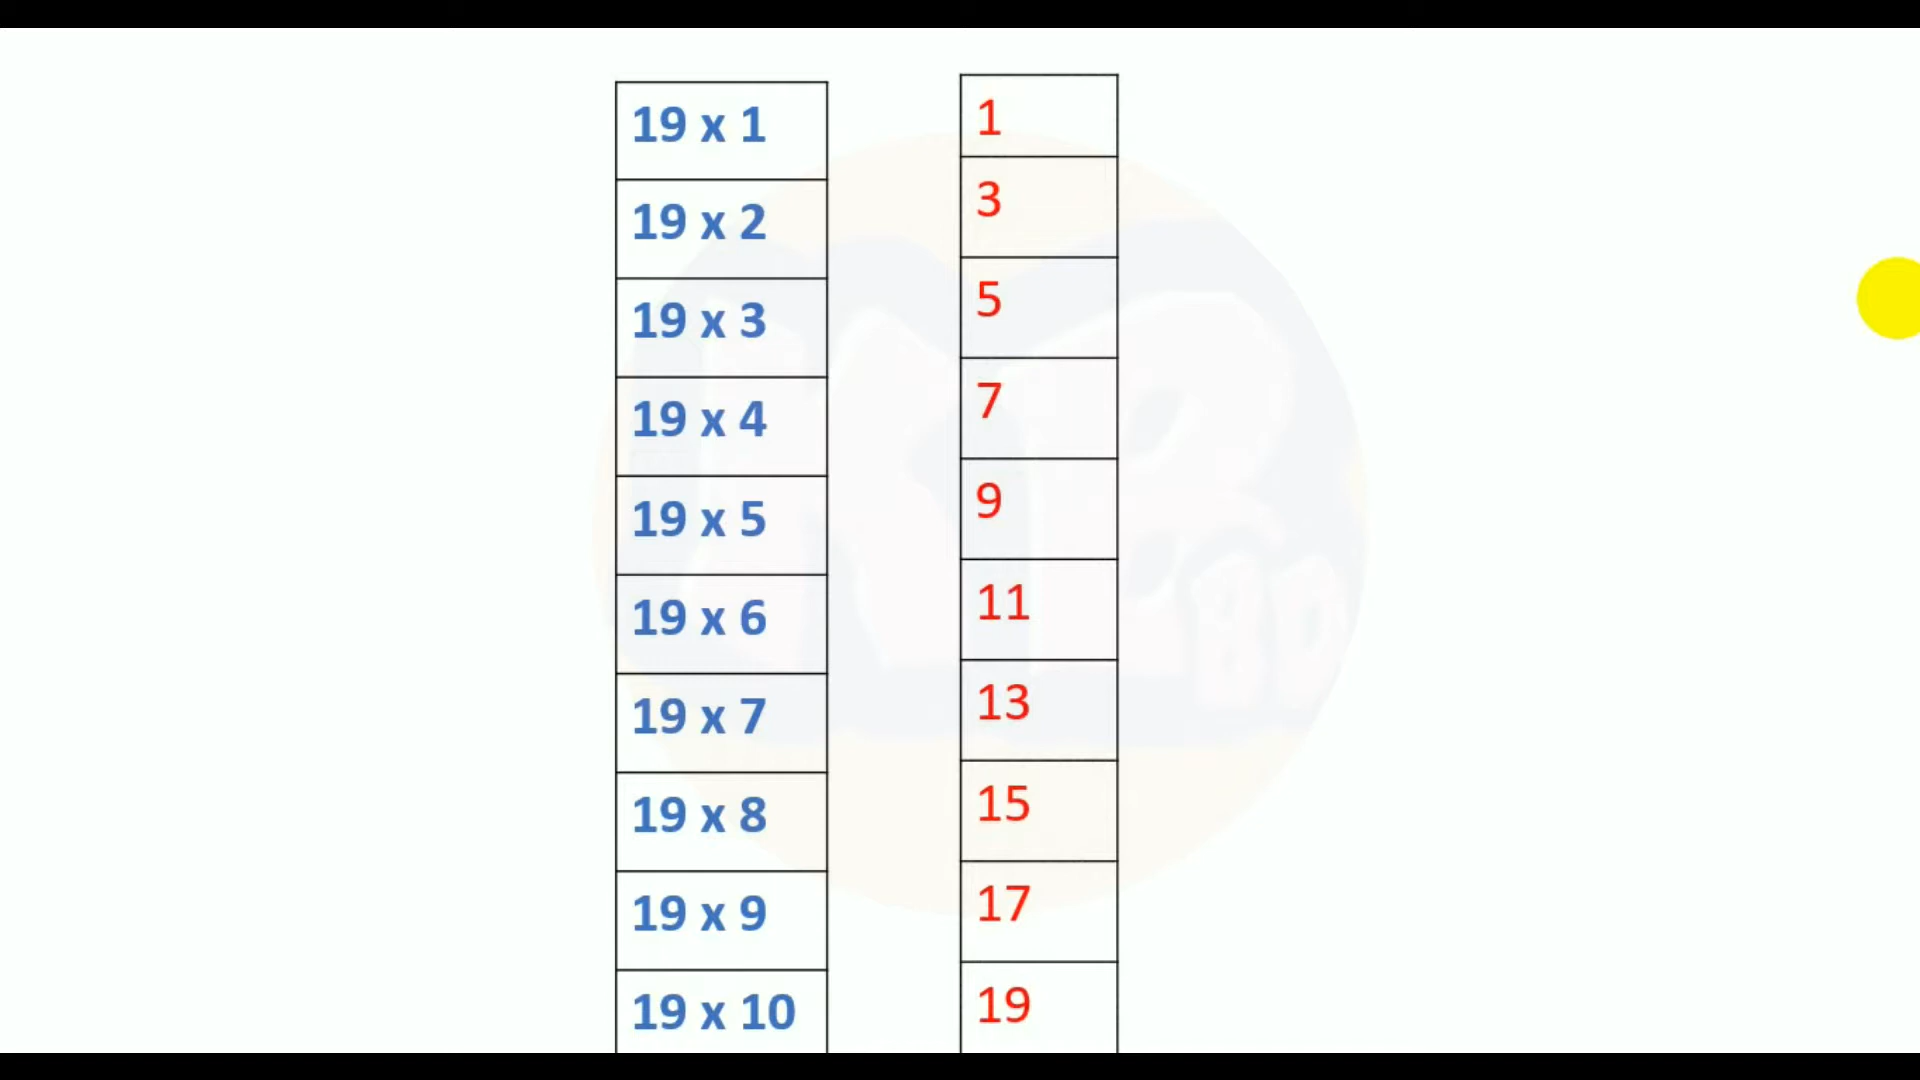 19 x 1 1
19 x 2 3
19 x 3 5
19 x 4 7
19 x 5 9
19 x 6 11
19 x 7 13
19 x 8 15
19 x 9 17
19 x 10 19